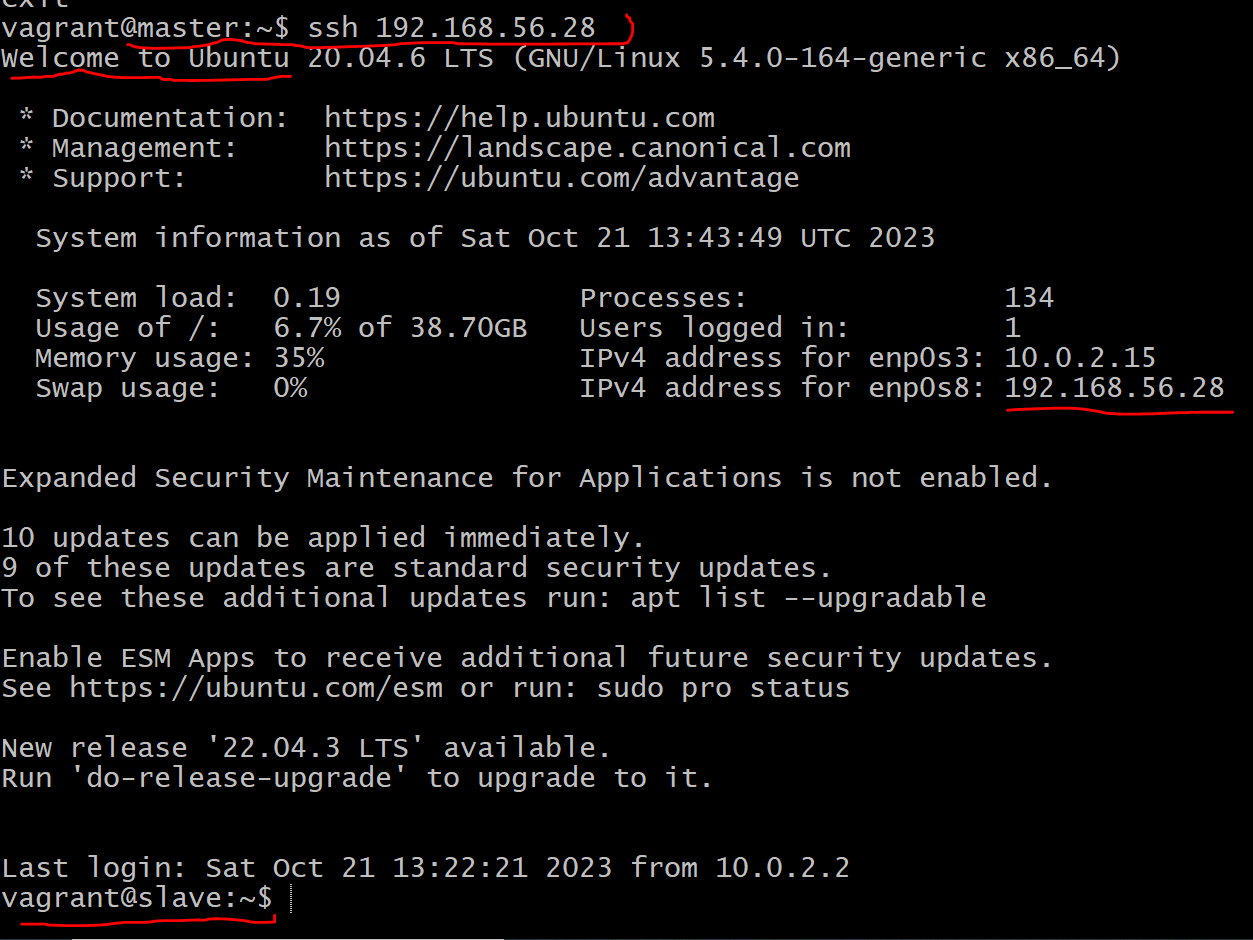 exit
vagrant@master:~$ ssh 192.168.56.28
Welcome to Ubuntu 20.04.6 LTS (GNU/Linux 5.4.0-164-generic x86_64)
* Documentation:  https://help.ubuntu.com
* Management:     https://landscape.canonical.com
* Support:        https://ubuntu.com/advantage
System information as of Sat Oct 21 13:43:49 UTC 2023
System load:  0.19              Processes:               134
Usage of /:   6.7% of 38.70GB   Users logged in:         1
Memory usage: 35%               IPv4 address for enp0s3: 10.0.2.15
Swap usage:   0%                IPv4 address for enp0s8: 192.168.56.28
Expanded Security Maintenance for Applications is not enabled.
10 updates can be applied immediately.
9 of these updates are standard security updates.
To see these additional updates run: apt list --upgradable
Enable ESM Apps to receive additional future security updates.
See https://ubuntu.com/esm or run: sudo pro status
New release '22.04.3 LTS' available.
Run 'do-release-upgrade' to upgrade to it.
Last login: Sat Oct 21 13:22:21 2023 from 10.0.2.2
vagrant@slave:~$